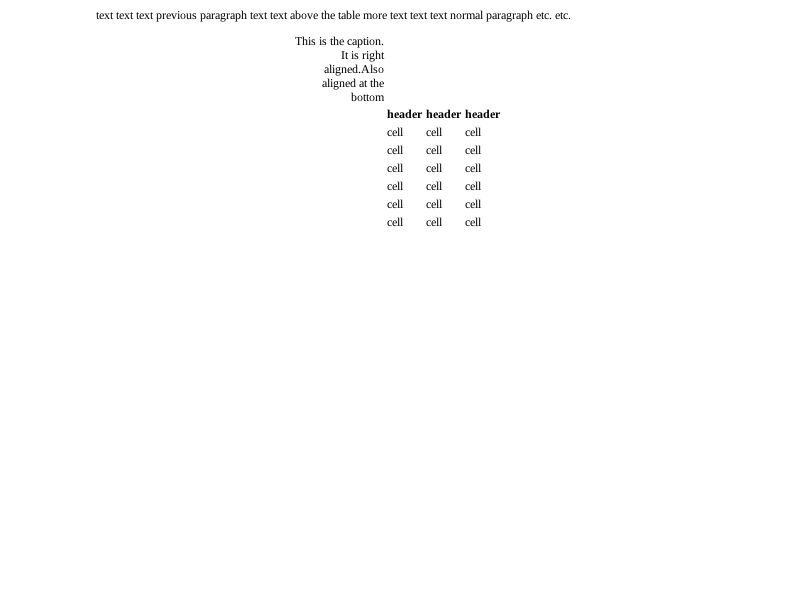 text text text previous paragraph text text above the table more text text text normal paragraph etc. etc.
This is the caption.
It is right
aligned.Also
aligned at the
bottom
header header header
cell cell cell
cell cell cell
cell cell cell
cell cell cell
cell cell cell
cell cell cell